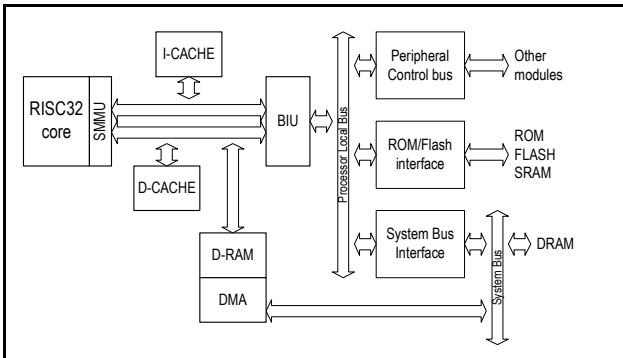 I-CACHE
RISC32
core
SMMU
BIU
D-CACHE
D-RAM
DMA
Processor Local Bus
Peripheral
Control bus
Other
modules
ROM/Flash
interface
ROM
FLASH
SRAM
System Bus
Interface
System Bus
DRAM